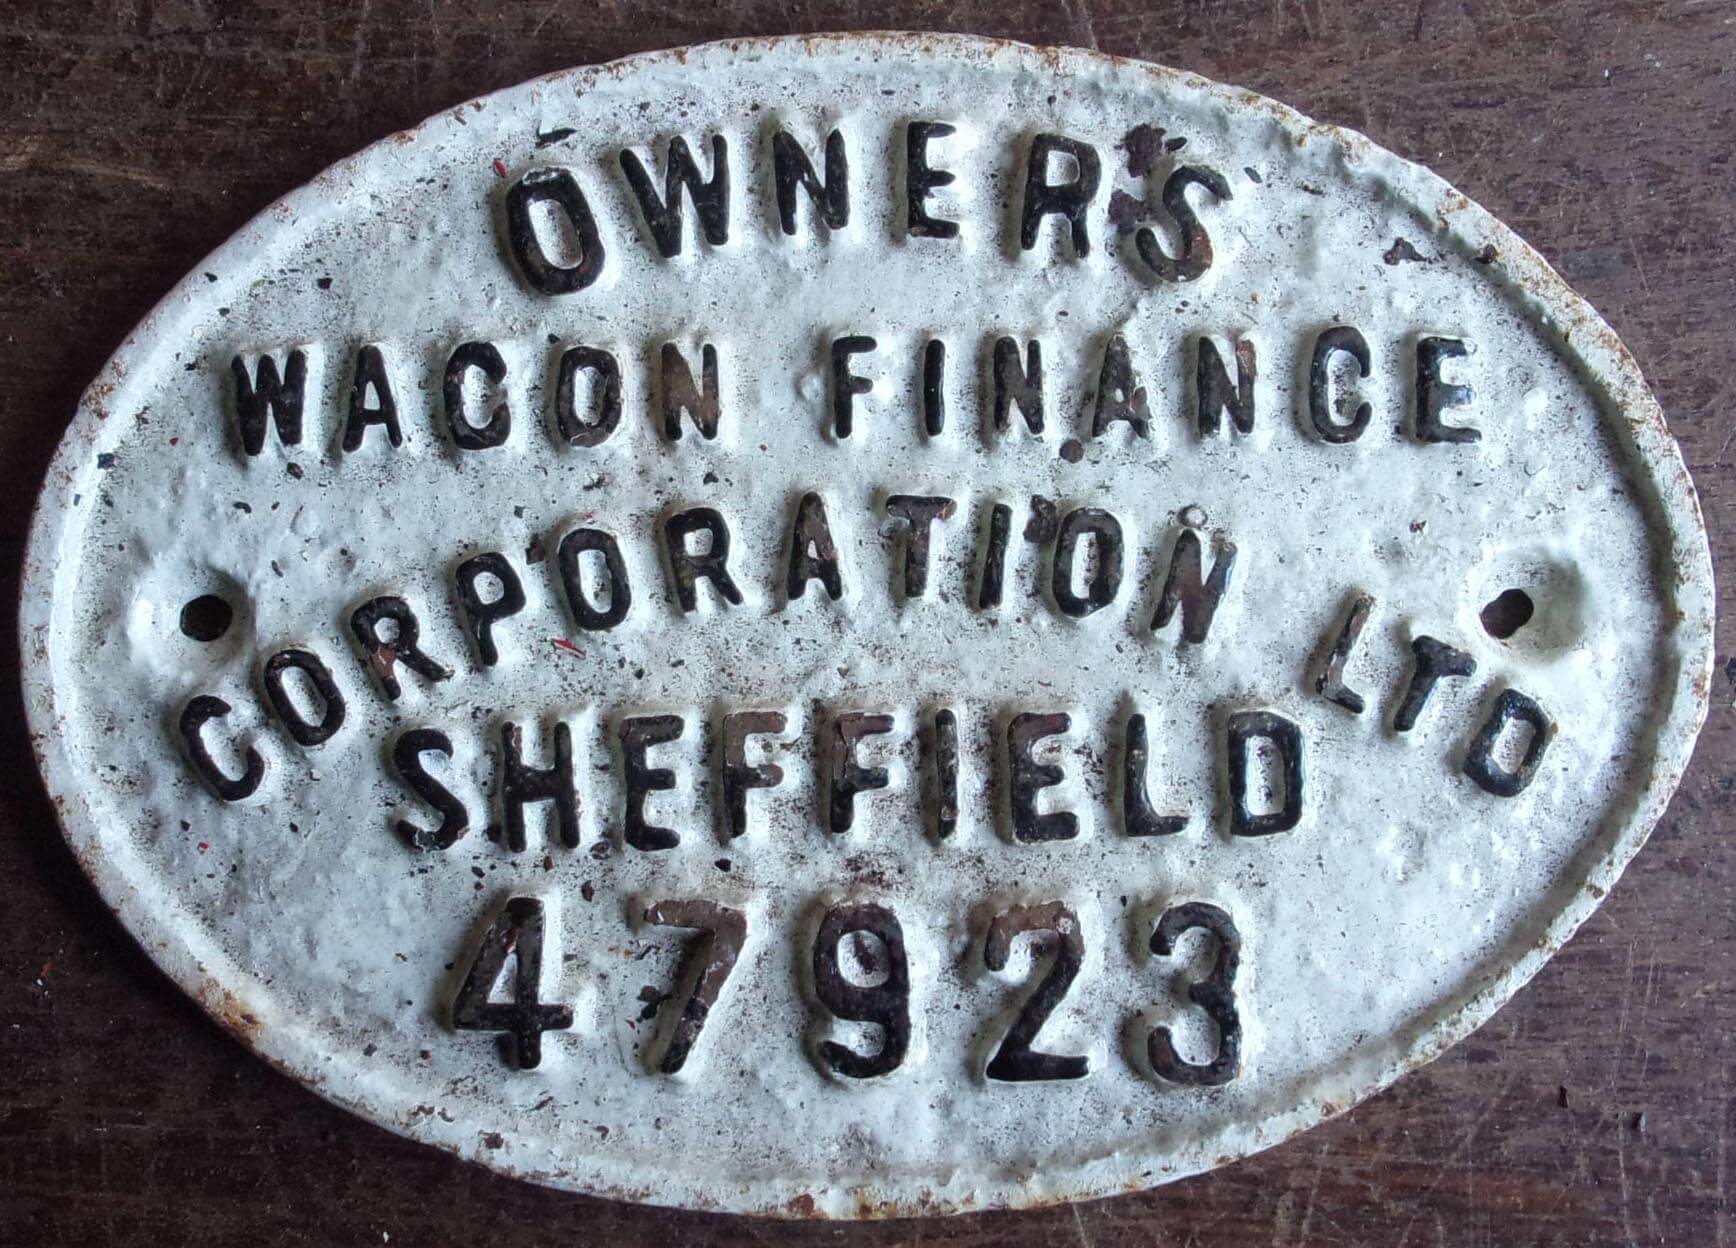 OWNERS
WAGON FINANCE
CORPORATION LTD
SHEFFIELD
47923